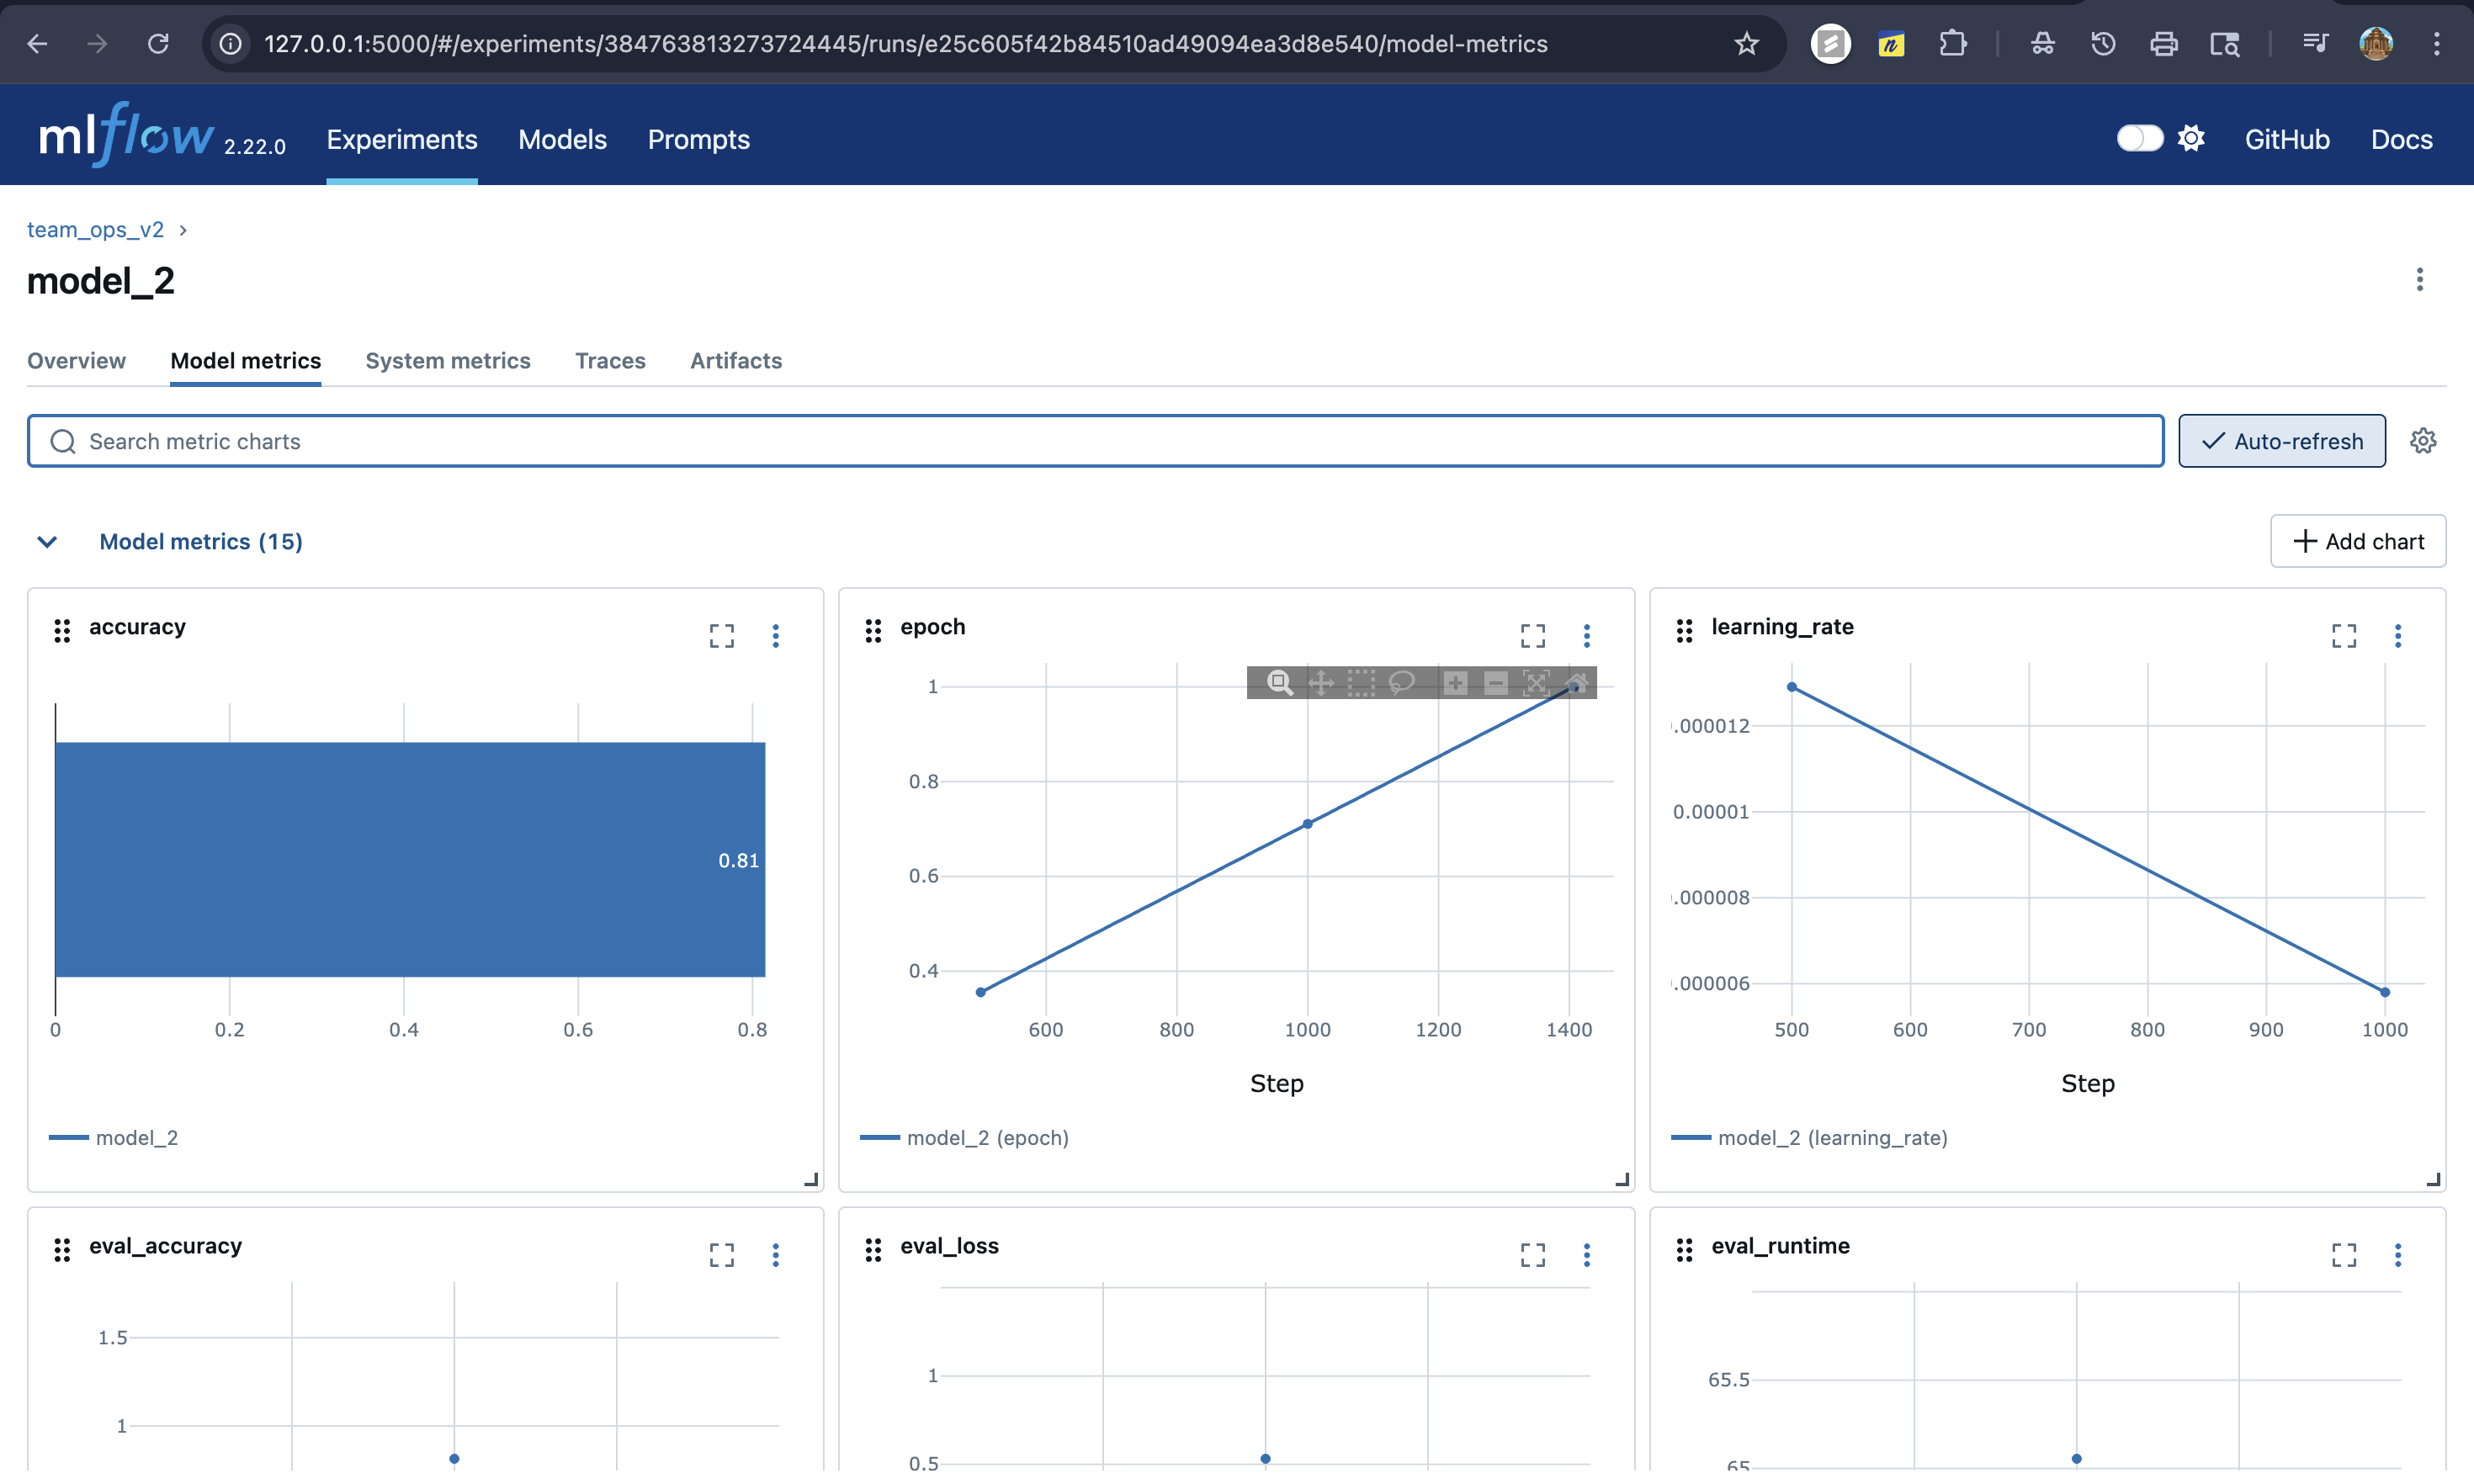 127.0.0.1:5000/#/experiments/384763813273724445/runs/e25c605f42b84510ad49094ea3d8e540/model-metrics
mlflow 2.22.0 Experiments Models Prompts GitHub Docs
team_ops_v2 >
model_2
Overview Model metrics System metrics Traces Artifacts
Search metric charts Auto-refresh
Model metrics (15) Add chart
accuracy
0.81
0 0.2 0.4 0.6 0.8
model_2
epoch
1
0.8
0.6
0.4
600 800 1000 1200 1400
Step
model_2 (epoch)
learning_rate
.000012
0.00001
.000008
.000006
500 600 700 800 900 1000
Step
model_2 (learning_rate)
eval_accuracy
1.5
1
eval_loss
1
0.5
eval_runtime
65.5
65